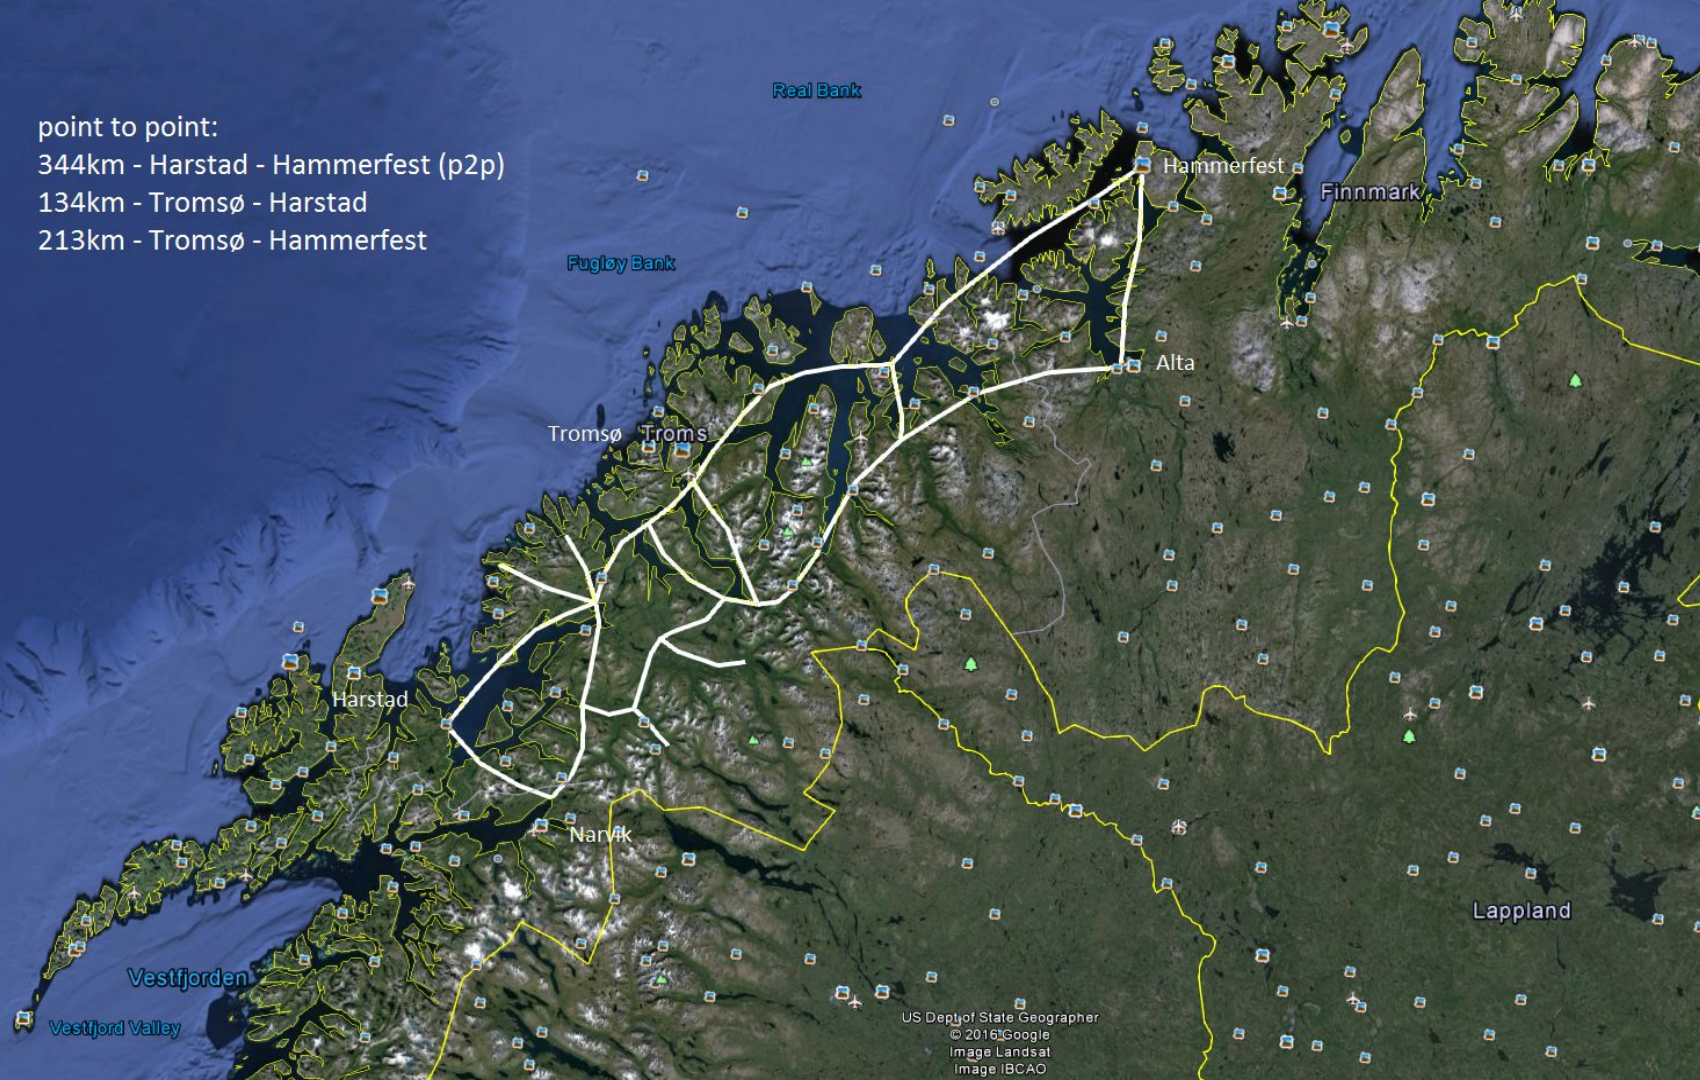 Real Bank
point to point:
344km - Harstad - Hammerfest (p2p)
Hammerfest
Finnmark
134km - Tromsø - Harstad
213km - Tromsø - Hammerfest
Fugløy Bank
Alta
Tromsø
Troms
Harstad
Narvik
Lappland
Vestfjorden
Vestfjord Valley
US Dept of State Geographer
© 2016 Google
Image Landsat
Image IBCAO